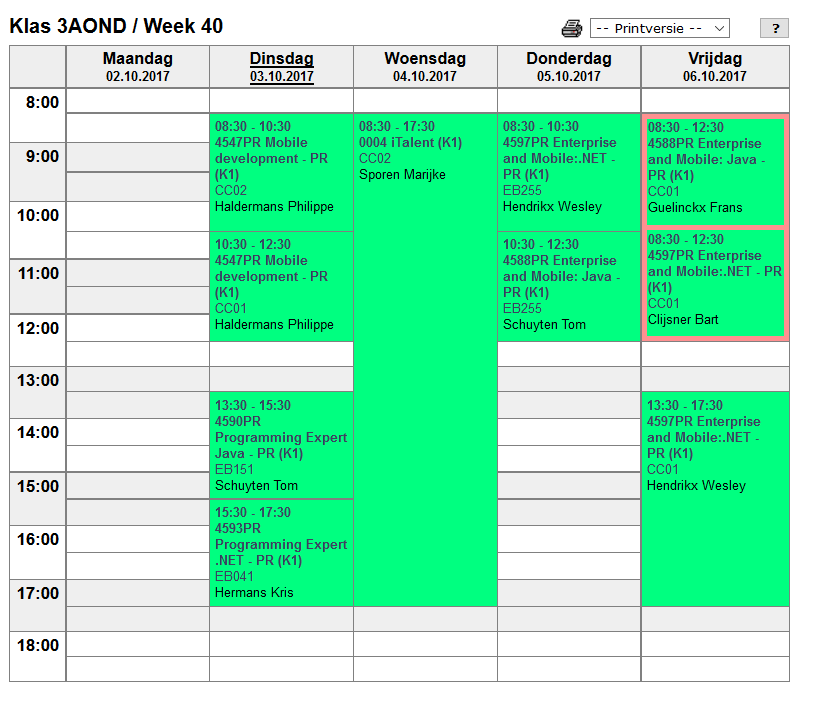 Klas 3AOND / Week 40
-- Printversie --
?
Maandag
02.10.2017
Dinsdag
03.10.2017
Woensdag
04.10.2017
Donderdag
05.10.2017
Vrijdag
06.10.2017
8:00
9:00
10:00
11:00
12:00
13:00
14:00
15:00
16:00
17:00
18:00
08:30 - 10:30
4547PR Mobile
development - PR
(K1)
CC02
Haldermans Philippe
10:30 - 12:30
4547PR Mobile
development - PR
(K1)
CC01
Haldermans Philippe
13:30 - 15:30
4590PR
Programming Expert
Java - PR (K1)
EB151
Schuyten Tom
15:30 - 17:30
4593PR
Programming Expert
.NET - PR (K1)
EB041
Hermans Kris
08:30 - 17:30
0004 iTalent (K1)
CC02
Sporen Marijke
08:30 - 10:30
4597PR Enterprise
and Mobile:.NET -
PR (K1)
EB255
Hendrikx Wesley
10:30 - 12:30
4588PR Enterprise
and Mobile: Java -
PR (K1)
EB255
Schuyten Tom
08:30 - 12:30
4588PR Enterprise
and Mobile: Java -
PR (K1)
CC01
Guelinckx Frans
08:30 - 12:30
4597PR Enterprise
and Mobile:.NET - PR
(K1)
CC01
Clijsner Bart
13:30 - 17:30
4597PR Enterprise
and Mobile:.NET -
PR (K1)
CC01
Hendrikx Wesley